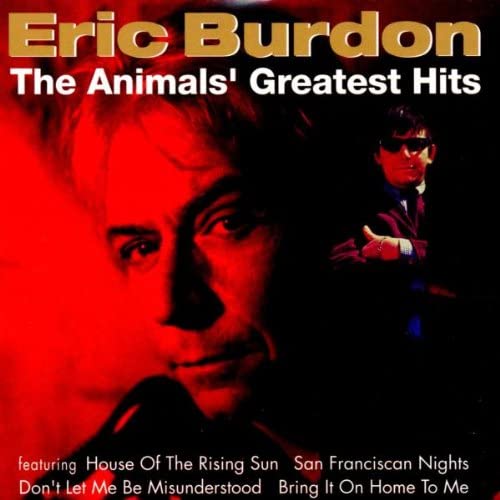 Eric Burdon
The Animals' Greatest Hits
featuring House Of The Rising Sun San Franciscan Nights
Don't Let Me Be Misunderstood Bring It On Home To Me